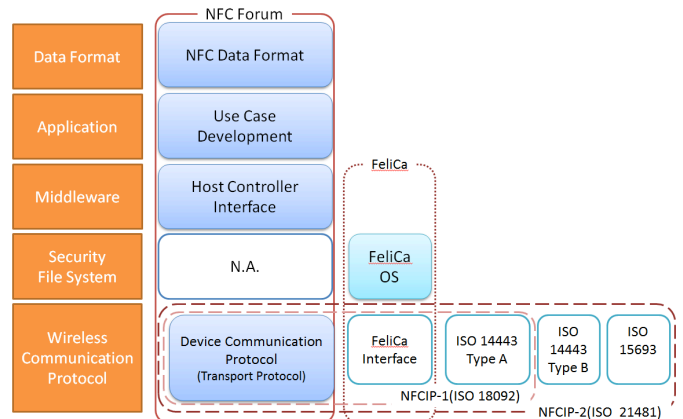 NFC Forum
Data Format
NFC Data Format
Application
Use Case
Development
FeliCa
Middleware
Host Controller
Interface
Security
File System
N.A.
FeliCa
OS
Wireless
Communication
Protocol
Device Communication
Protocol
(Transport Protocol)
FeliCa
Interface
ISO 14443
Type A
ISO
14443
Type B
ISO
15693
NFCIP-1(ISO 18092)
NFCIP-2(ISO 21481)